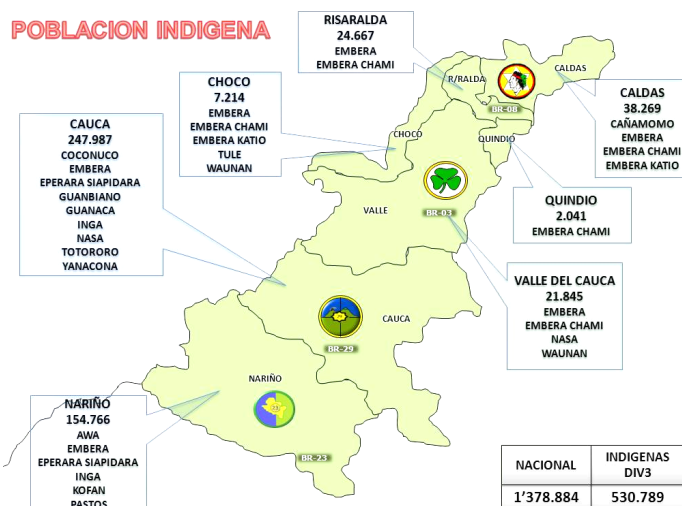 POBLACION INDIGENA
RISARALDA
24.667
EMBERA
EMBERA CHAMI
CHOCO
7.214
EMBERA
EMBERA CHAMI
EMBERA KATIO
TULE
WAUNAN
CAUCA
247.987
COCONUCO
EMBERA
EPERARA SIAPIDARA
GUANBIANO
GUANACA
INGA
NASA
TOTORORO
YANACONA
R/RALDA
CALDAS
BR-08
CHOCO
QUINDIO
VALLE
BR-03
CAUCA
BR-29
NARIÑO
23
BR-23
CALDAS
38.269
CAÑAMOMO
EMBERA
EMBERA CHAMI
EMBERA KATIO
QUINDIO
2.041
EMBERA CHAMI
VALLE DEL CAUCA
21.845
EMBERA
EMBERA CHAMI
NASA
WAUNAN
NARIÑO
154.766
AWA
EMBERA
EPERARA SIAPIDARA
INGA
KOFAN
PASTOS
NACIONAL
INDIGENAS DIV3
1’378.884
530.789